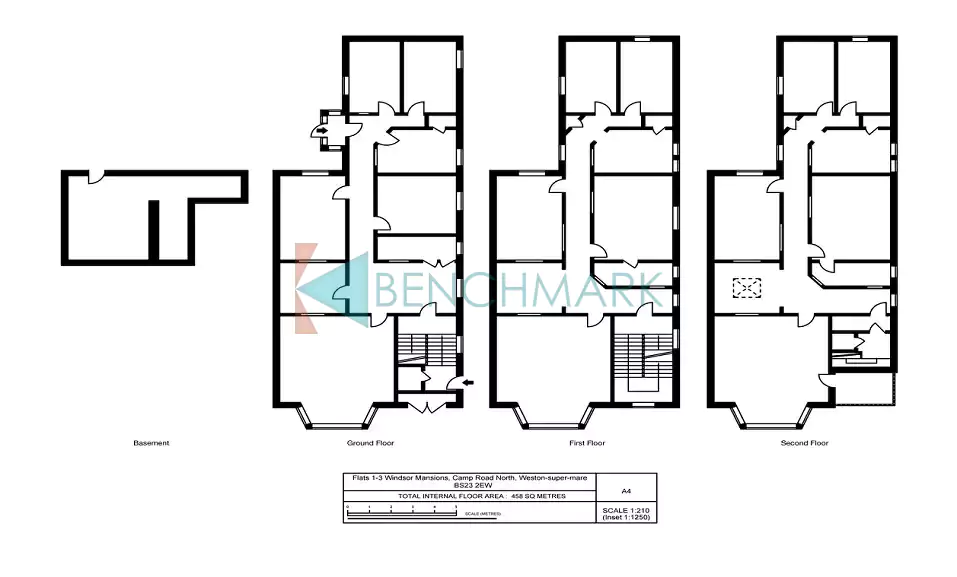 BENCHMARK
Basement
Ground Floor
First Floor
Second Floor
Flats 1-3 Windsor Mansions, Camp Road North, Weston-super-mare
BS23 2EW
TOTAL INTERNAL FLOOR AREA : 458 SQ METRES
A4
0 1 2 3 4 5
SCALE (METRES)
SCALE 1:210
(Inset 1:1250)